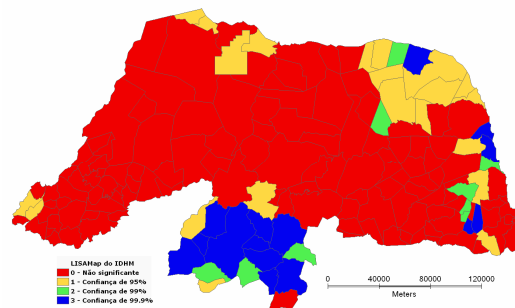 LISAMap do IDHM
0 - Não significante
1 - Confiança de 95%
2 - Confiança de 99%
3 - Confiança de 99.9%
0 40000 80000 120000
Meters